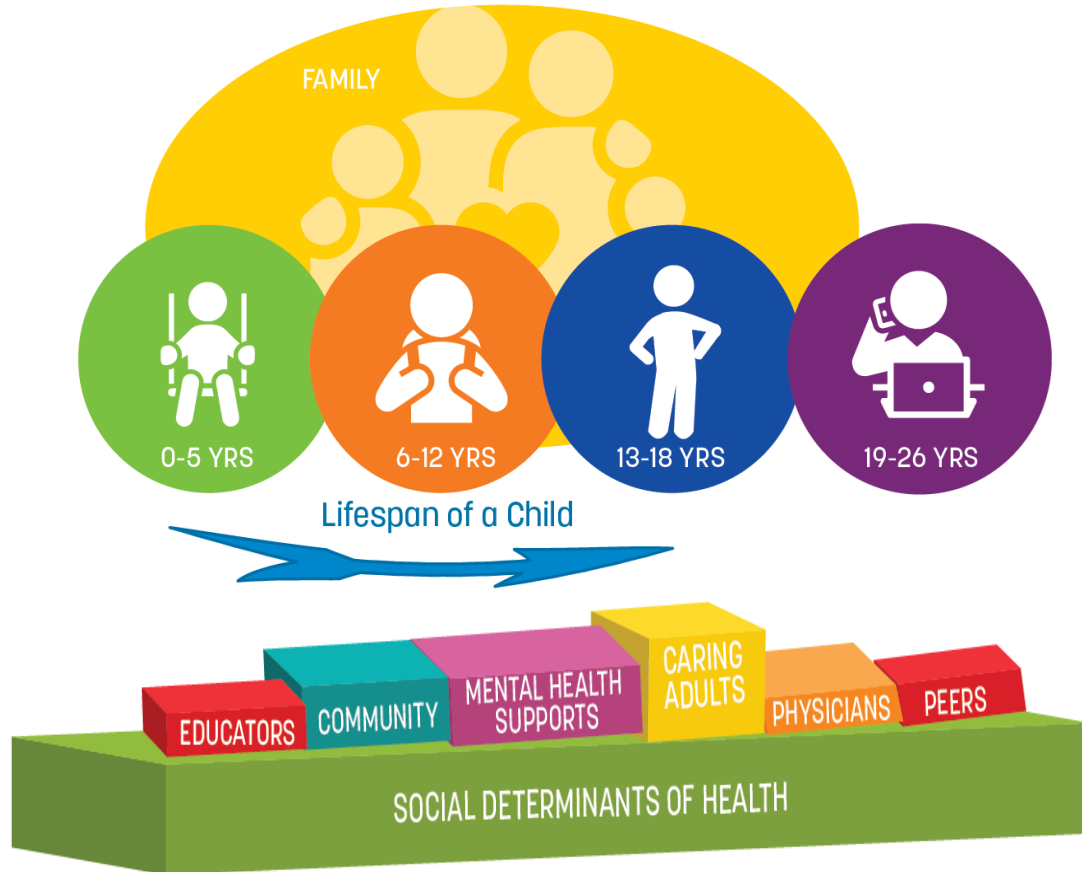 FAMILY
0-5 YRS
6-12 YRS
13-18 YRS
19-26 YRS
Lifespan of a Child
EDUCATORS
COMMUNITY
MENTAL HEALTH
SUPPORTS
CARING
ADULTS
PHYSICIANS
PEERS
SOCIAL DETERMINANTS OF HEALTH